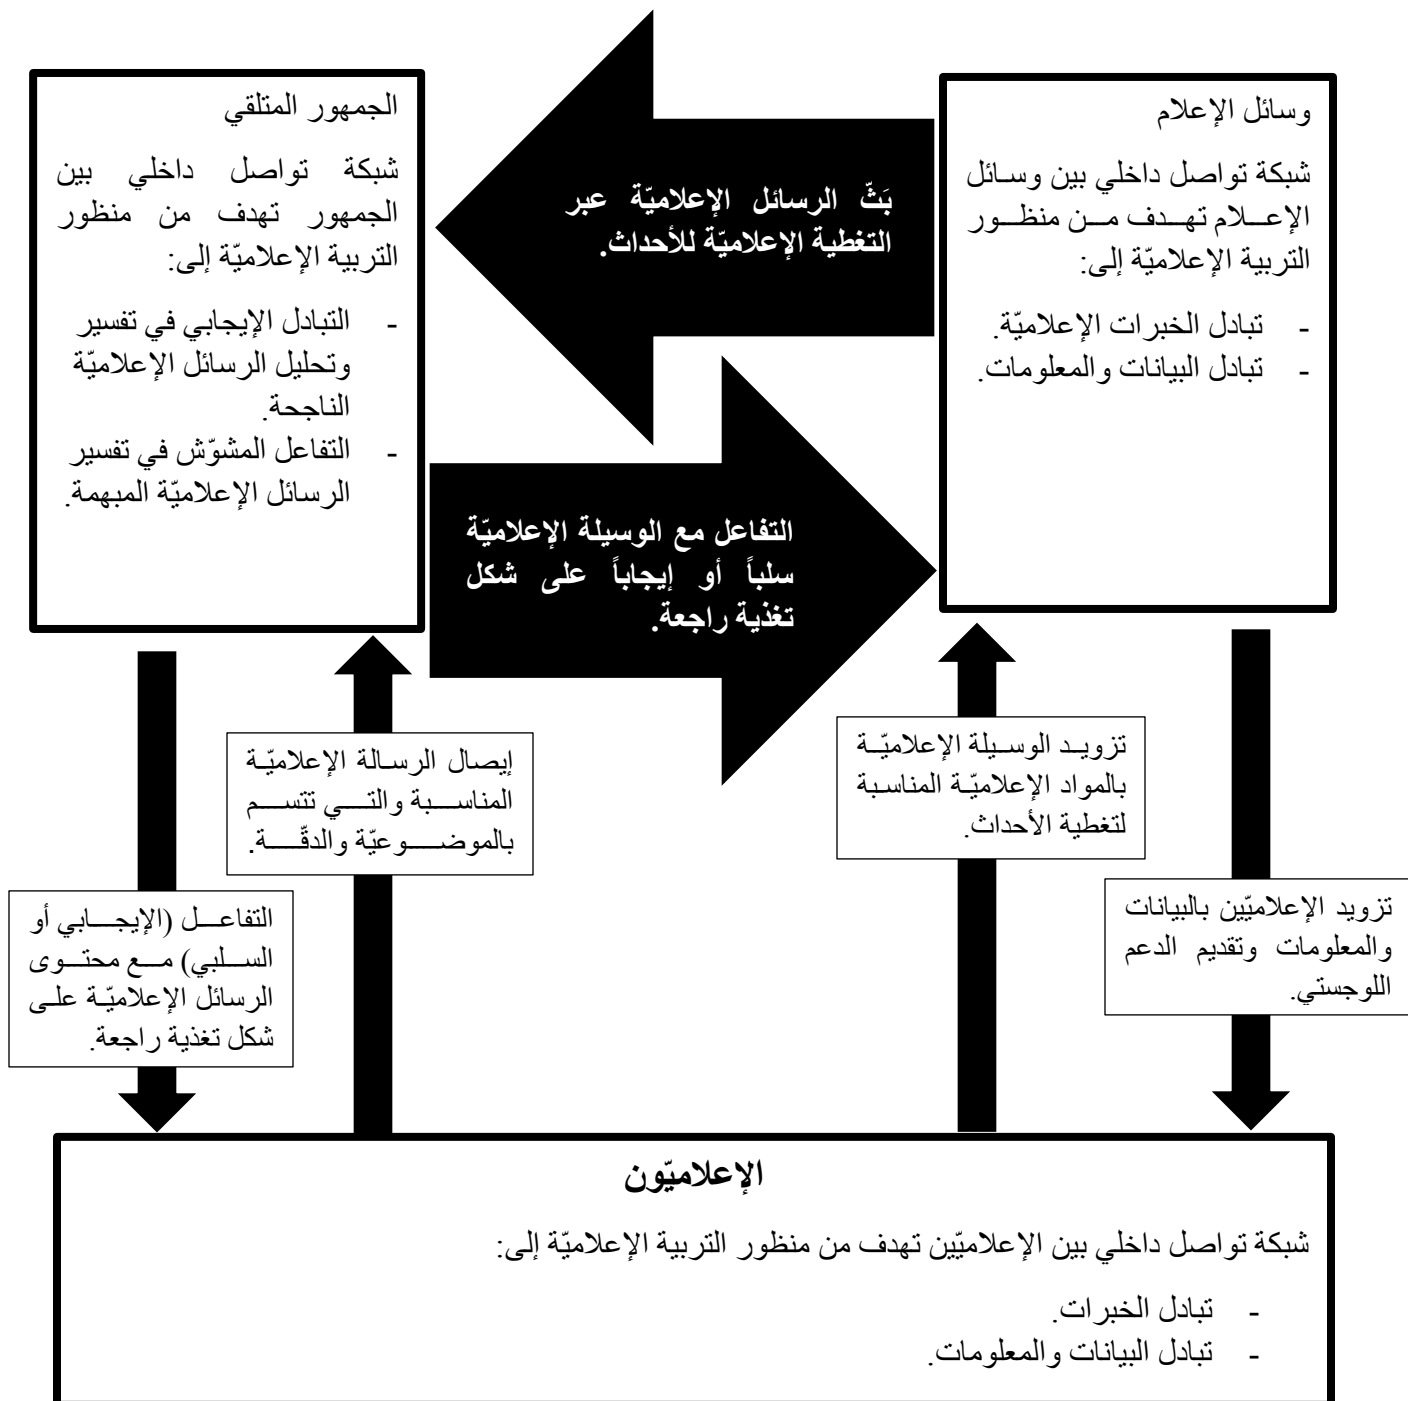 وسائل الإعلام
شبكة تواصل داخلي بين وسائل
الإعلام تهدف من منظور
التربية الإعلاميّة إلى:
- تبادل الخبرات الإعلاميّة.
- تبادل البيانات والمعلومات.
بَثّ الرسائل الإعلاميّة عبر
التغطية الإعلاميّة للأحداث.
الجمهور المتلقي
شبكة تواصل داخلي بين
الجمهور تهدف من منظور
التربية الإعلاميّة إلى:
- التبادل الإيجابي في تفسير
وتحليل الرسائل الإعلاميّة
الناجحة.
- التفاعل المشوّش في تفسير
الرسائل الإعلاميّة المبهمة.
التفاعل مع الوسيلة الإعلاميّة
سلباً أو إيجاباً على شكل
تغذية راجعة.
تزويد الإعلاميّين بالبيانات
والمعلومات وتقديم الدعم
اللوجستي.
تزويد الوسيلة الإعلاميّة
بالمواد الإعلاميّة المناسبة
لتغطية الأحداث.
إيصال الرسالة الإعلاميّة
المناسبة والتي تتسم
بالموضوعيّة والدقّة.
التفاعل (الإيجابي أو
السلبي) مع محتوى
الرسائل الإعلاميّة على
شكل تغذية راجعة.
الإعلاميّون
شبكة تواصل داخلي بين الإعلاميّين تهدف من منظور التربية الإعلاميّة إلى:
- تبادل الخبرات.
- تبادل البيانات والمعلومات.